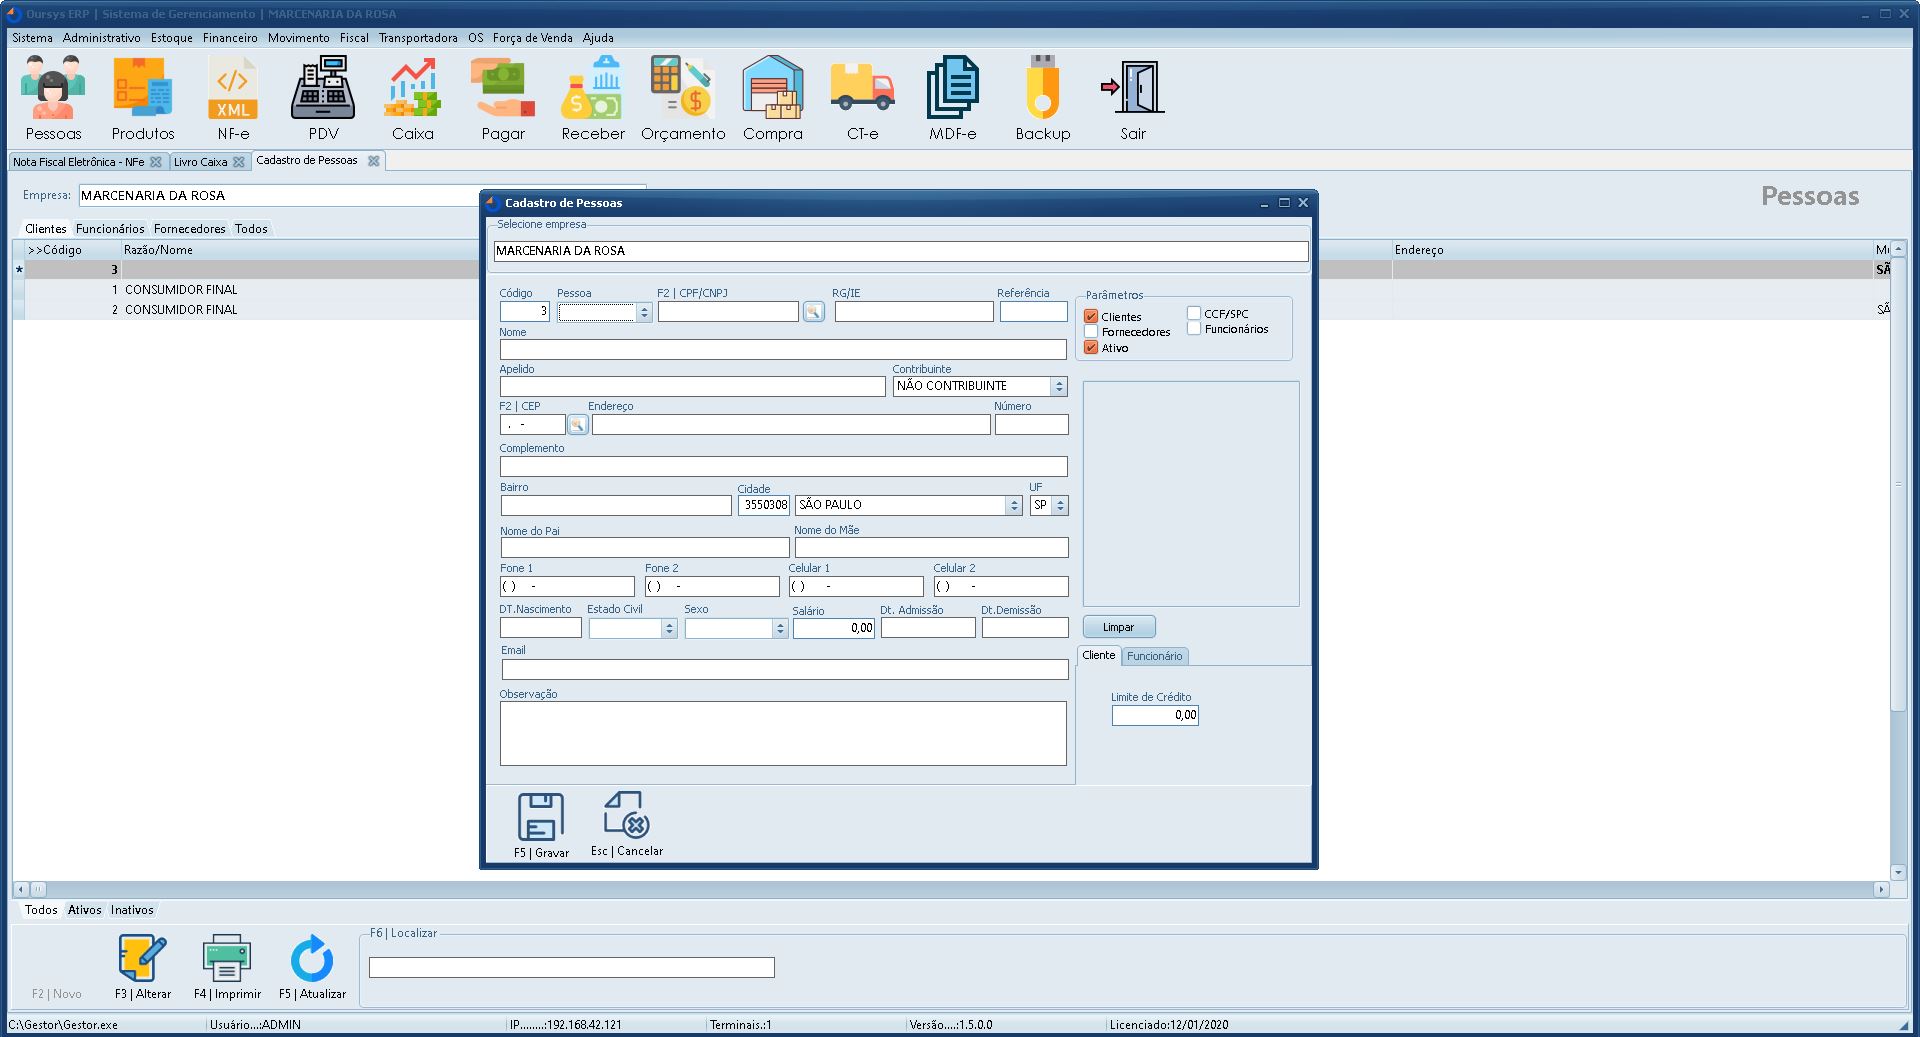 Oursys ERP | Sistema de Gerenciamento | MARCENARIA DA ROSA
Sistema Administrativo Estoque Financeiro Movimento Fiscal Transportadora OS Força de Venda Ajuda
</> XML
Pessoas Produtos NF-e PDV Caixa Pagar Receber Orçamento Compra CT-e MDF-e Backup Sair
Nota Fiscal Eletrônica - NFe Livro Caixa Cadastro de Pessoas
Empresa: MARCENARIA DA ROSA
Pessoas
Clientes Funcionários Fornecedores Todos
>>Código Razão/Nome Endereço Mu
* 3 SÃ
1 CONSUMIDOR FINAL
2 CONSUMIDOR FINAL SÃ
Cadastro de Pessoas
Selecione empresa
MARCENARIA DA ROSA
Código Pessoa F2 | CPF/CNPJ RG/IE Referência
3
Parâmetros
Clientes CCF/SPC
Fornecedores Funcionários
Ativo
Nome
Apelido Contribuinte
NÃO CONTRIBUINTE
F2 | CEP Endereço Número
. -
Complemento
Bairro Cidade UF
3550308 SÃO PAULO SP
Nome do Pai Nome do Mãe
Fone 1 Fone 2 Celular 1 Celular 2
( ) - ( ) - ( ) - ( ) -
DT.Nascimento Estado Civil Sexo Salário Dt. Admissão Dt.Demissão
0,00
Limpar
Email
Cliente Funcionário
Observação
Limite de Crédito
0,00
F5 | Gravar Esc | Cancelar
Todos Ativos Inativos
F6 | Localizar
F2 | Novo F3 | Alterar F4 | Imprimir F5 | Atualizar
C:\Gestor\Gestor.exe Usuário...:ADMIN IP........:192.168.42.121 Terminais.:1 Versão....:1.5.0.0 Licenciado:12/01/2020